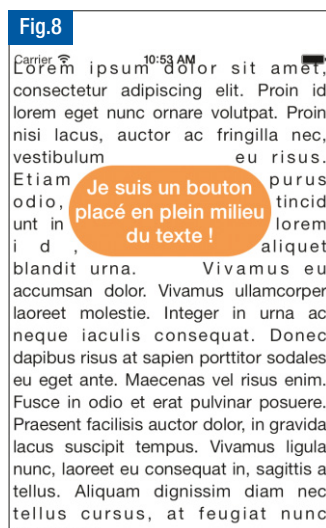 Fig.8
Carrier 10:53 AM
Lorem ipsum dolor sit amet,
consectetur adipiscing elit. Proin id
lorem eget nunc ornare volutpat. Proin
nisi lacus, auctor ac fringilla nec,
vestibulum eu risus.
Etiam purus
odio, tincid
unt in lorem
i d , aliquet
blandit urna. Vivamus eu
Je suis un bouton
placé en plein milieu
du texte !
accumsan dolor. Vivamus ullamcorper
laoreet molestie. Integer in urna ac
neque iaculis consequat. Donec
dapibus risus at sapien porttitor sodales
eu eget ante. Maecenas vel risus enim.
Fusce in odio et erat pulvinar posuere.
Praesent facilisis auctor dolor, in gravida
lacus suscipit tempus. Vivamus ligula
nunc, laoreet eu consequat in, sagittis a
tellus. Aliquam dignissim diam nec
tellus cursus, at feugiat nunc